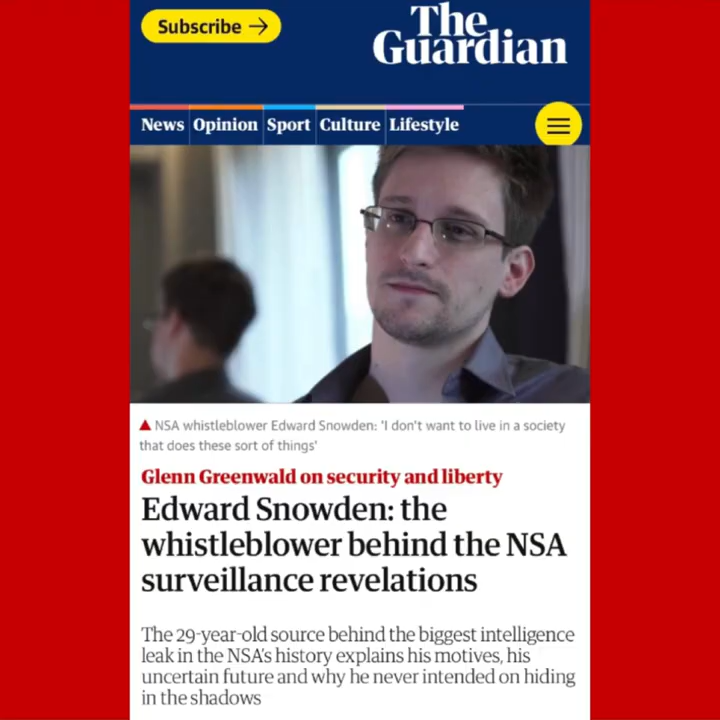 Subscribe →
The
Guardian
News Opinion Sport Culture Lifestyle
NSA whistleblower Edward Snowden: 'I don't want to live in a society
that does these sort of things'
Glenn Greenwald on security and liberty
Edward Snowden: the
whistleblower behind the NSA
surveillance revelations
The 29-year-old source behind the biggest intelligence
leak in the NSA's history explains his motives, his
uncertain future and why he never intended on hiding
in the shadows